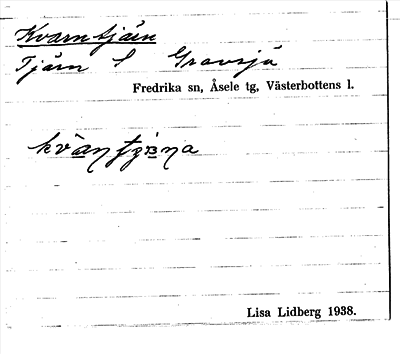 Kvarntjärn
Tjärn S Gravsjö
Fredrika sn, Åsele tg, Västerbottens l.
Lisa Lidberg 1938.